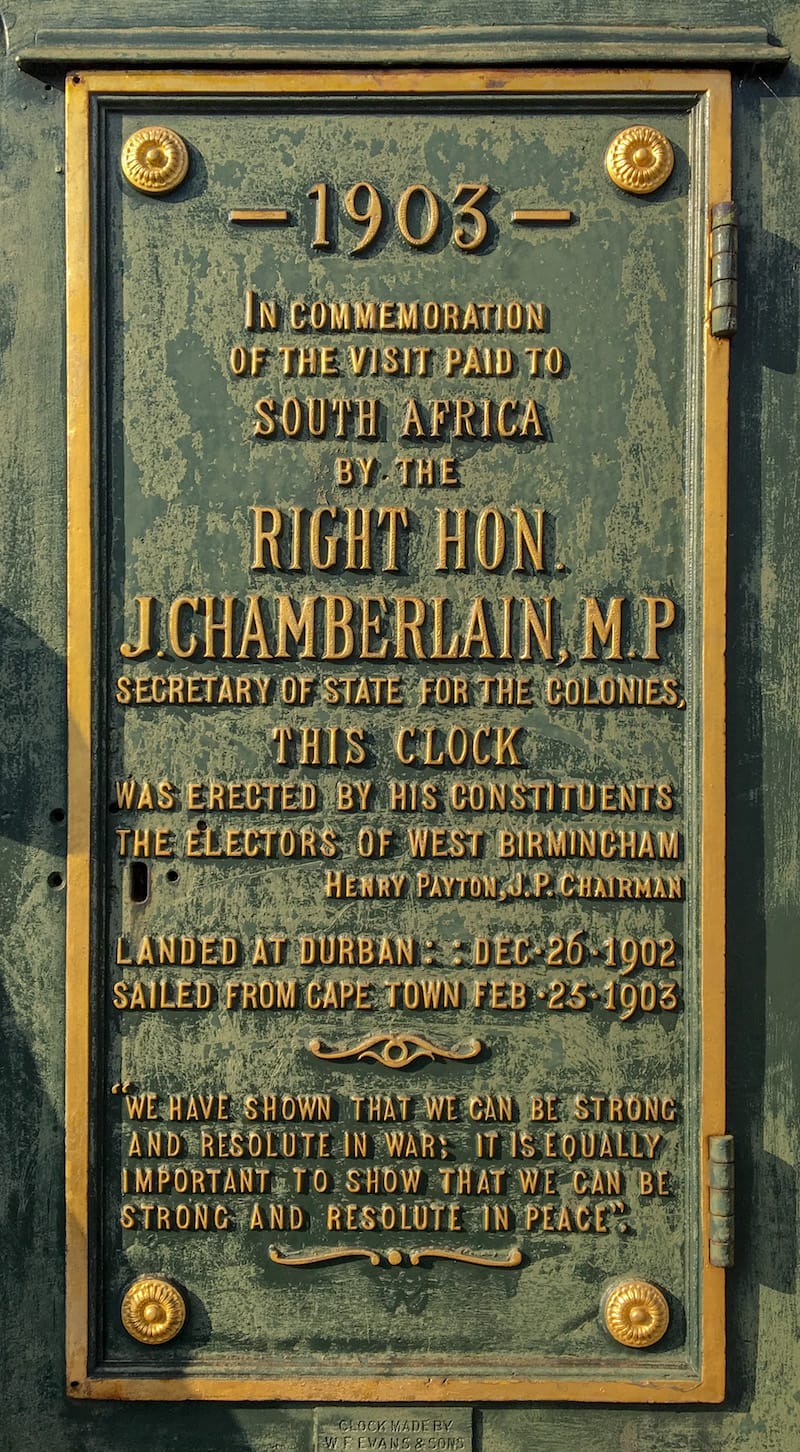 — 1903 —
IN COMMEMORATION
OF THE VISIT PAID TO
SOUTH AFRICA
BY THE
RIGHT HON.
J. CHAMBERLAIN, M.P
SECRETARY OF STATE FOR THE COLONIES,
THIS CLOCK
WAS ERECTED BY HIS CONSTITUENTS
THE ELECTORS OF WEST BIRMINGHAM
HENRY PAYTON, J.P. CHAIRMAN
LANDED AT DURBAN : : DEC·26·1902
SAILED FROM CAPE TOWN FEB·25·1903
"WE HAVE SHOWN THAT WE CAN BE STRONG
AND RESOLUTE IN WAR; IT IS EQUALLY
IMPORTANT TO SHOW THAT WE CAN BE
STRONG AND RESOLUTE IN PEACE".
CLOCK MADE BY
W. F. EVANS & SONS